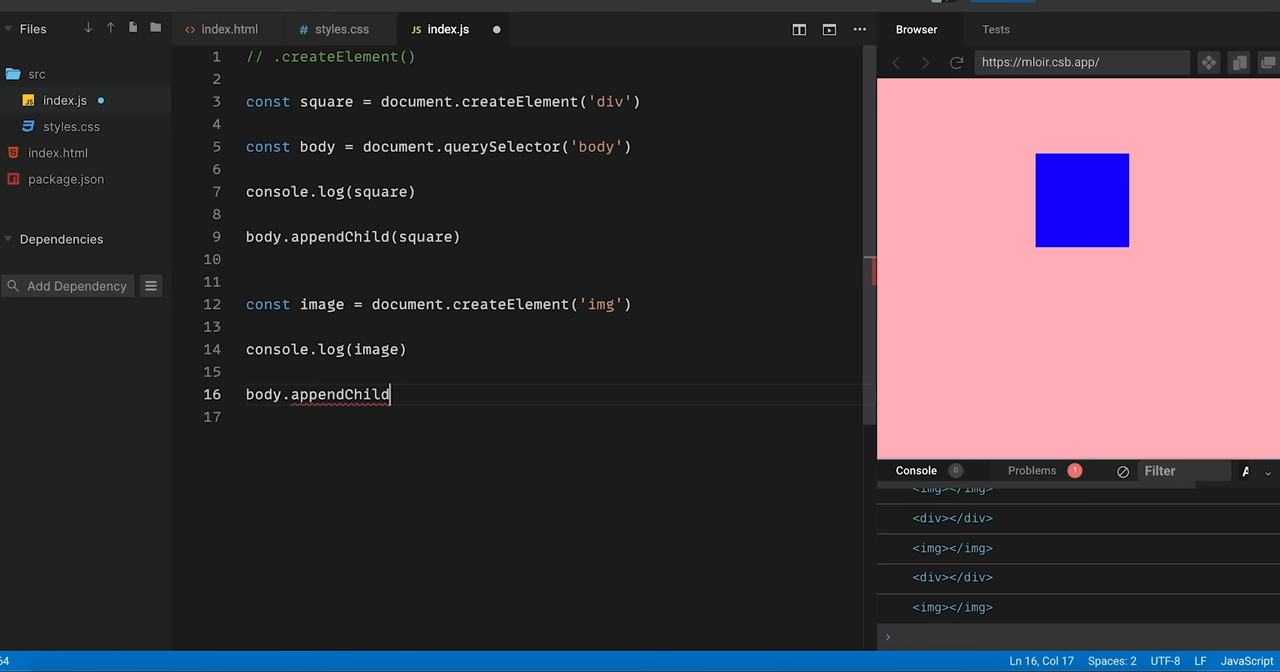 Files
index.html
styles.css
JS index.js
Browser
Tests
https://mloir.csb.app/
src
index.js
styles.css
index.html
package.json
Dependencies
Add Dependency
1 // .createElement()
2
3 const square = document.createElement('div')
4
5 const body = document.querySelector('body')
6
7 console.log(square)
8
9 body.appendChild(square)
10
11
12 const image = document.createElement('img')
13
14 console.log(image)
15
16 body.appendChild
17
Console 0
Problems 1
Filter
<img></img>
<div></div>
<img></img>
<div></div>
<img></img>
›
64
Ln 16, Col 17 Spaces: 2 UTF-8 LF JavaScript